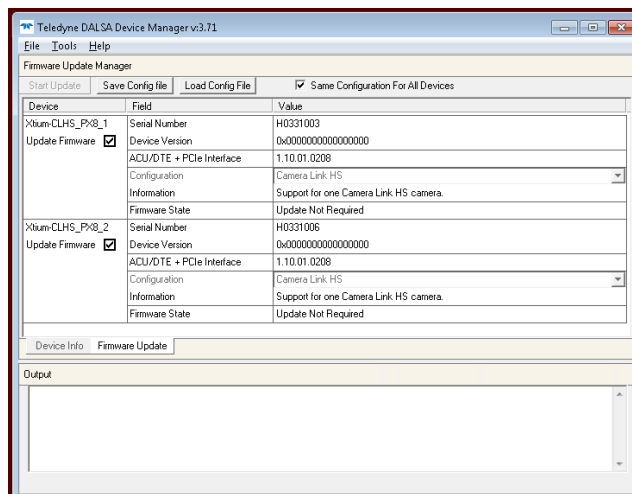 Teledyne DALSA Device Manager v:3.71
File Tools Help
Firmware Update Manager
Start Update Save Config file Load Config File Same Configuration For All Devices
Device Field Value
Xtium-CLHS_PX8_1 Serial Number H0331003
Update Firmware Device Version 0x0000000000000000
ACU/DTE + PCIe Interface 1.10.01.0208
Configuration Camera Link HS
Information Support for one Camera Link HS camera.
Firmware State Update Not Required
Xtium-CLHS_PX8_2 Serial Number H0331006
Update Firmware Device Version 0x0000000000000000
ACU/DTE + PCIe Interface 1.10.01.0208
Configuration Camera Link HS
Information Support for one Camera Link HS camera.
Firmware State Update Not Required
Device Info Firmware Update
Output